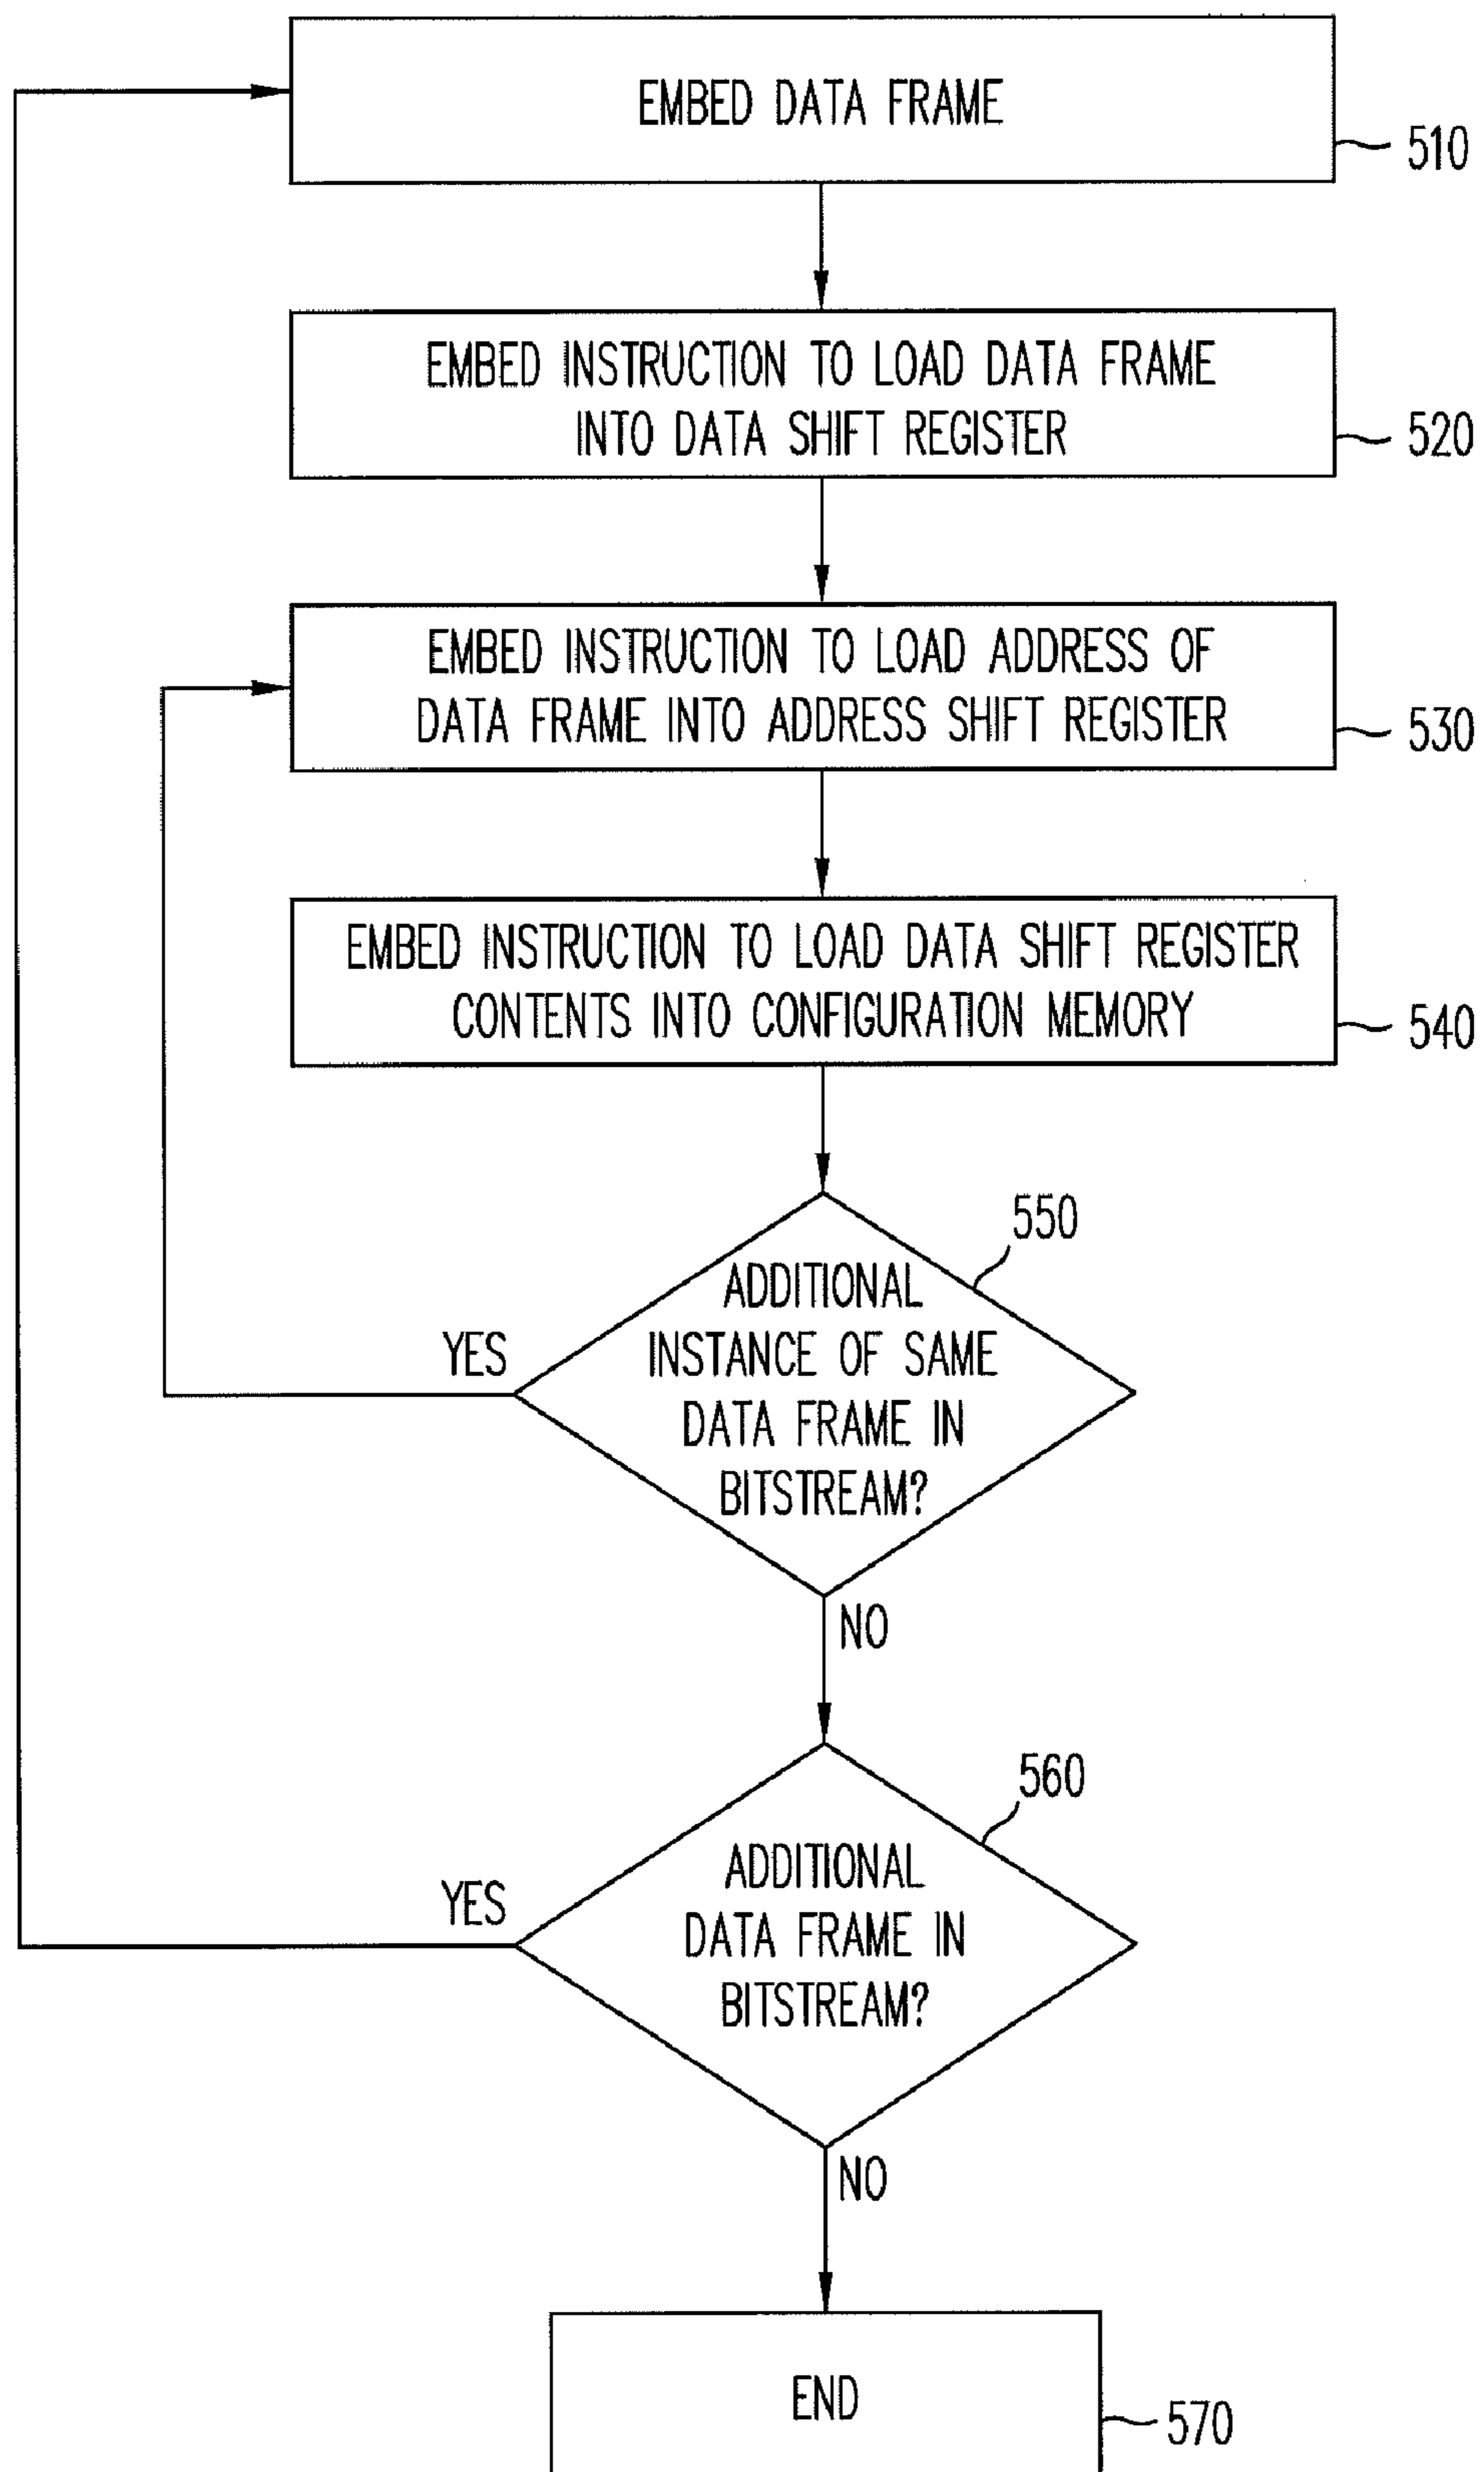 EMBED DATA FRAME
510
EMBED INSTRUCTION TO LOAD DATA FRAME
INTO DATA SHIFT REGISTER
520
EMBED INSTRUCTION TO LOAD ADDRESS OF
DATA FRAME INTO ADDRESS SHIFT REGISTER
530
EMBED INSTRUCTION TO LOAD DATA SHIFT REGISTER
CONTENTS INTO CONFIGURATION MEMORY
540
550
ADDITIONAL
INSTANCE OF SAME
DATA FRAME IN
BITSTREAM?
YES
NO
560
ADDITIONAL
DATA FRAME IN
BITSTREAM?
YES
NO
END
570